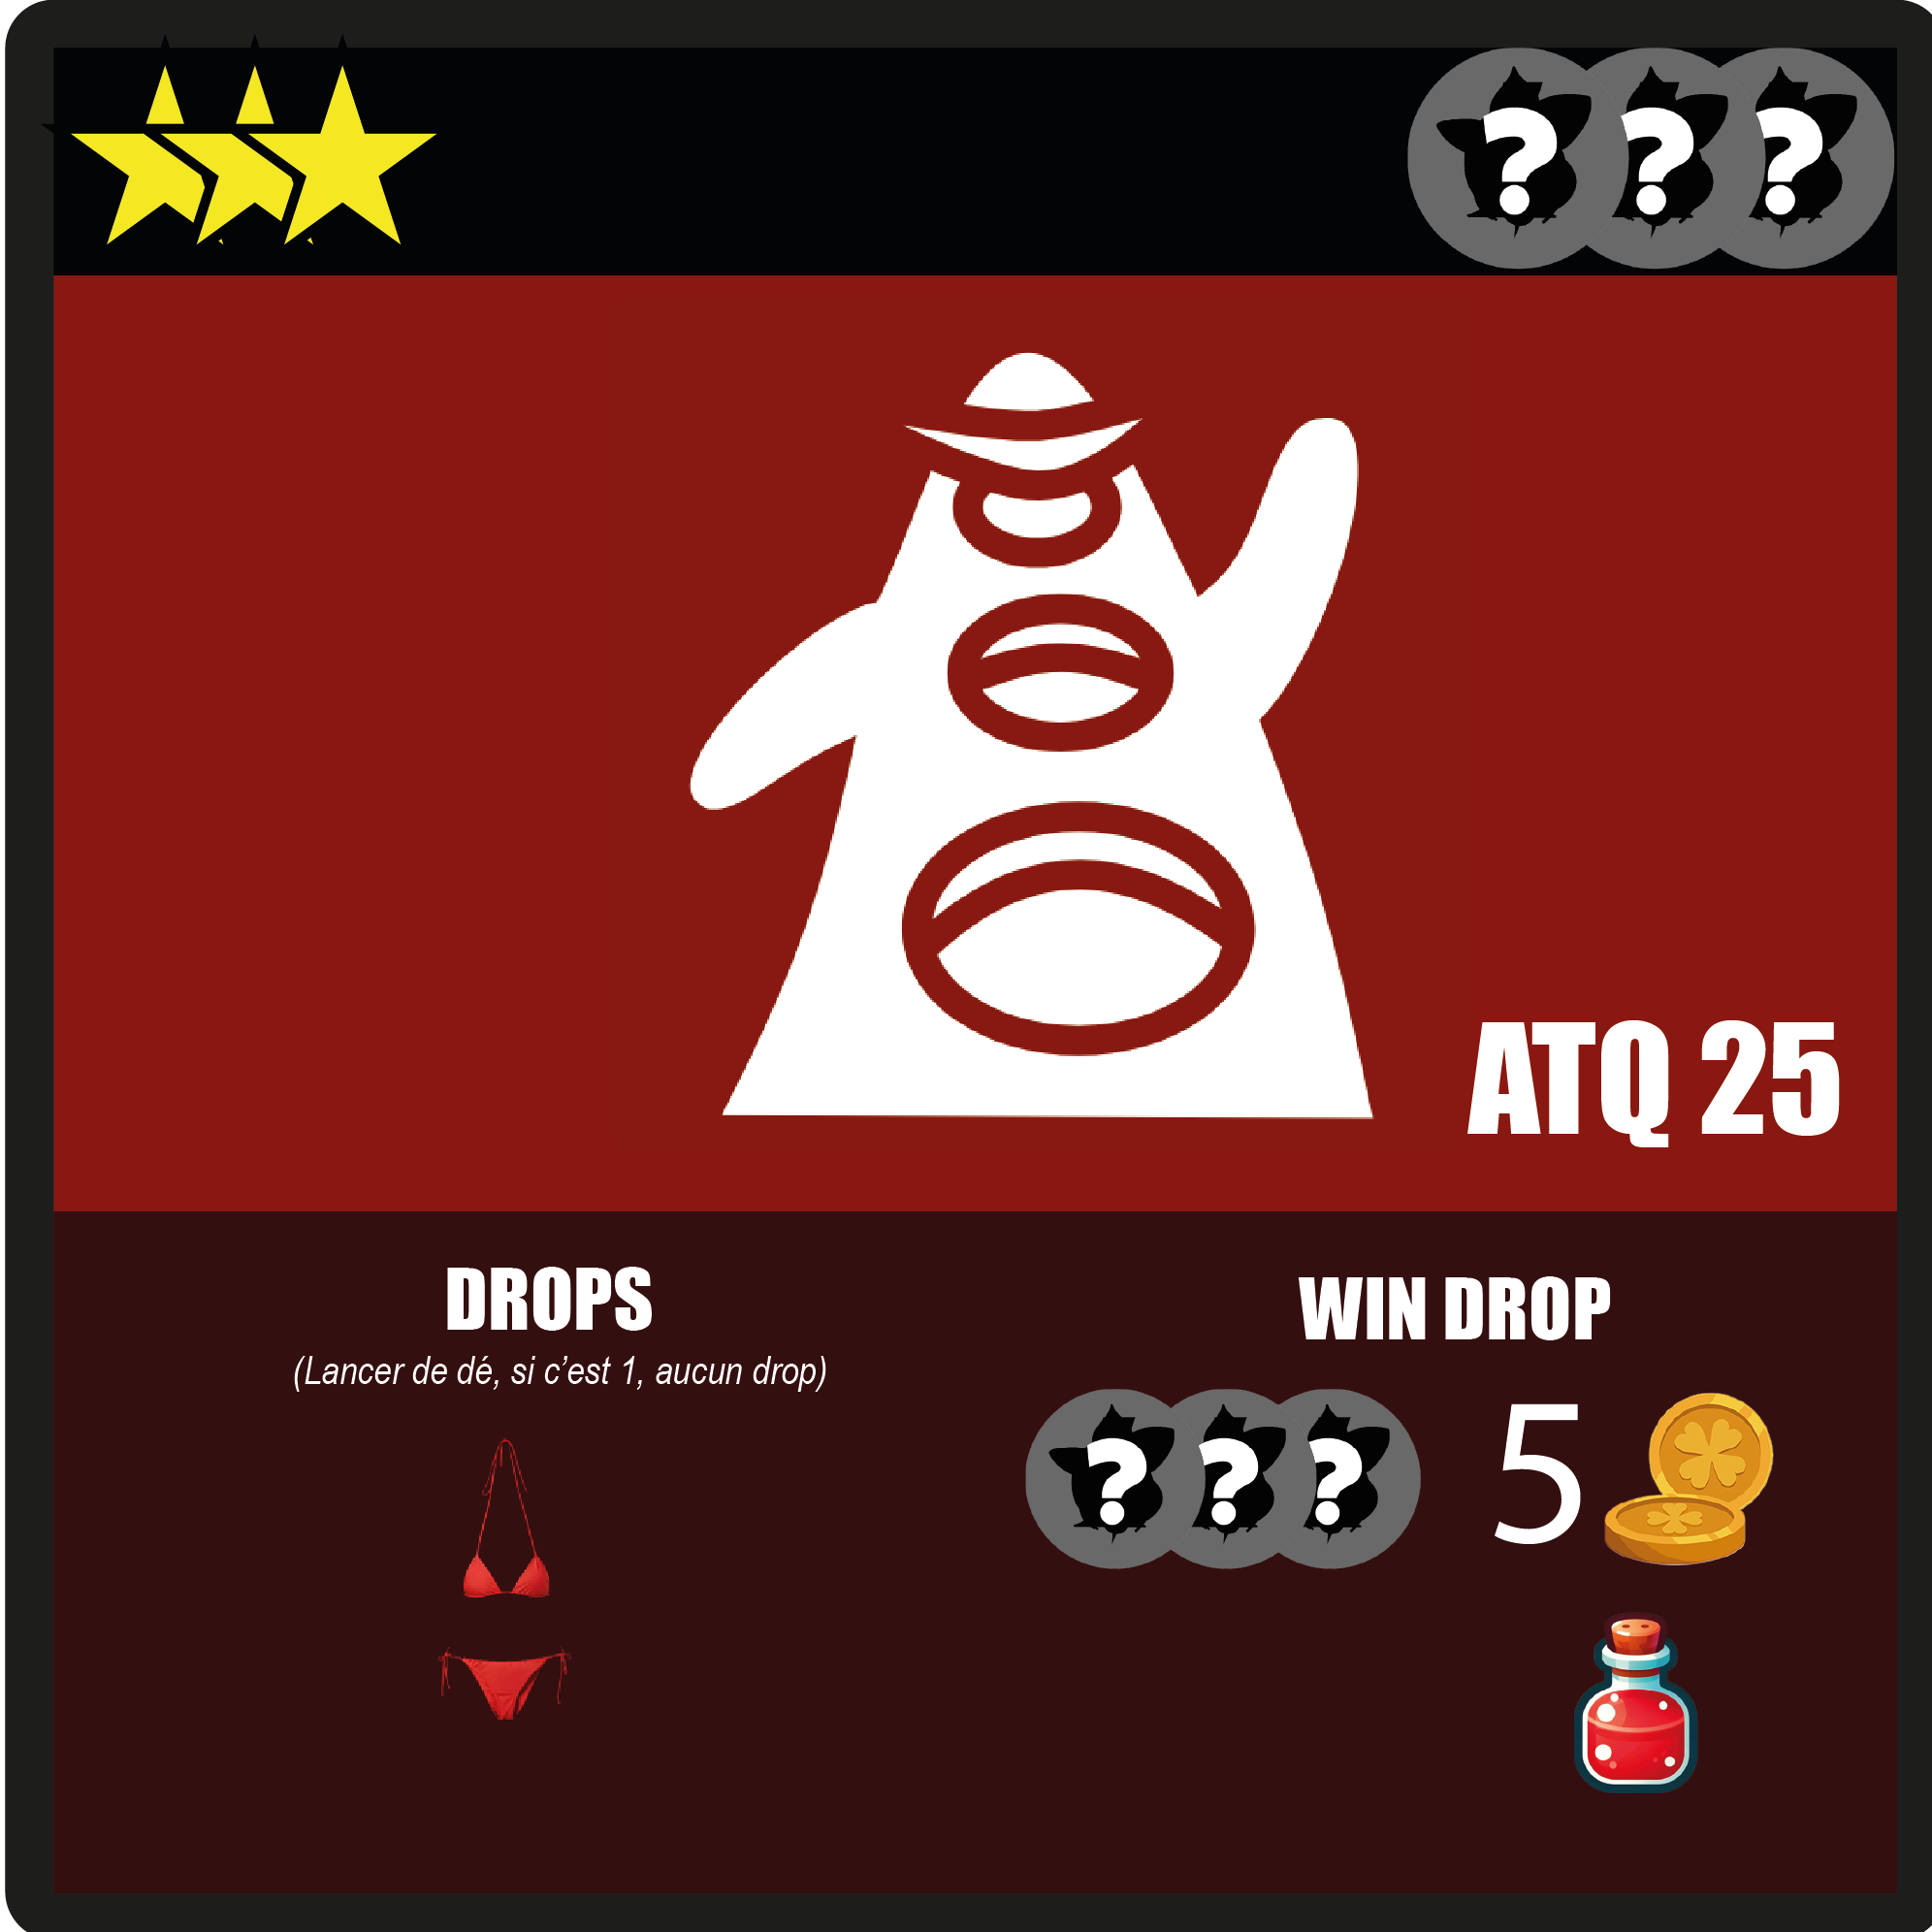 ? ? ?
ATQ 25
DROPS
(Lancer de dé, si c’est 1, aucun drop)
WIN DROP
? ? ? 5